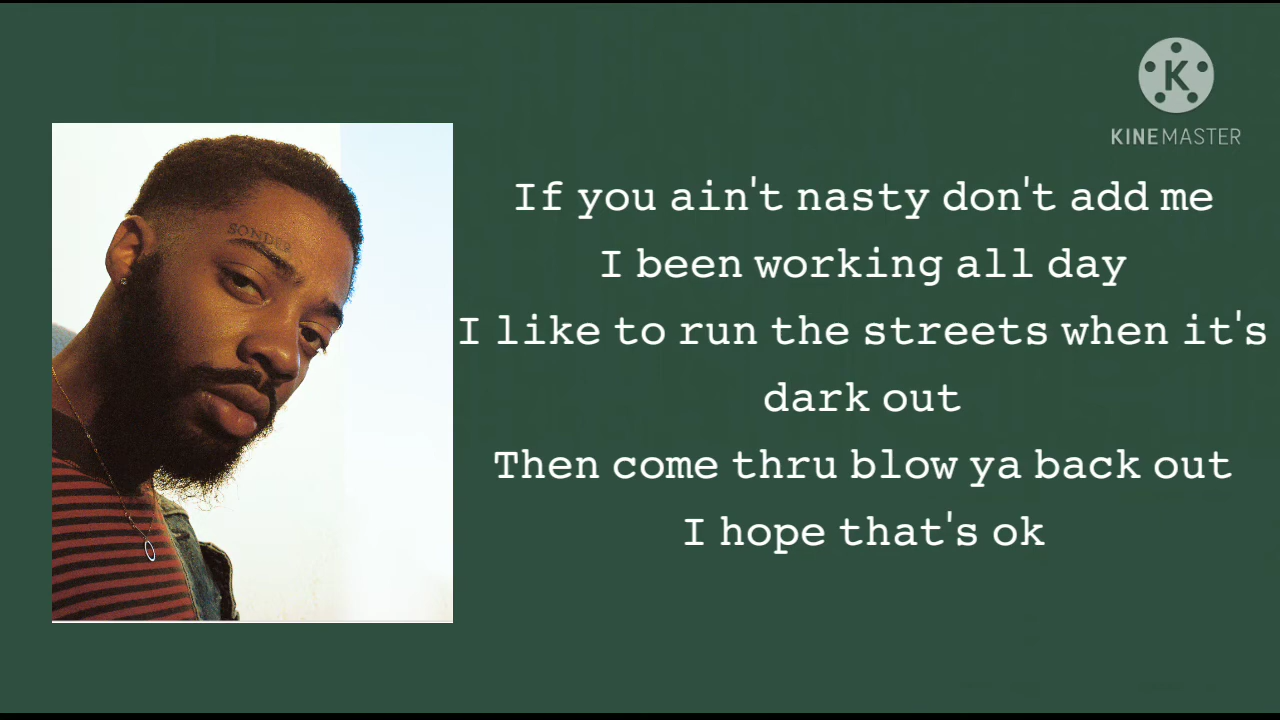 K
KINEMASTER
SONDER
If you ain't nasty don't add me
I been working all day
I like to run the streets when it's
dark out
Then come thru blow ya back out
I hope that's ok